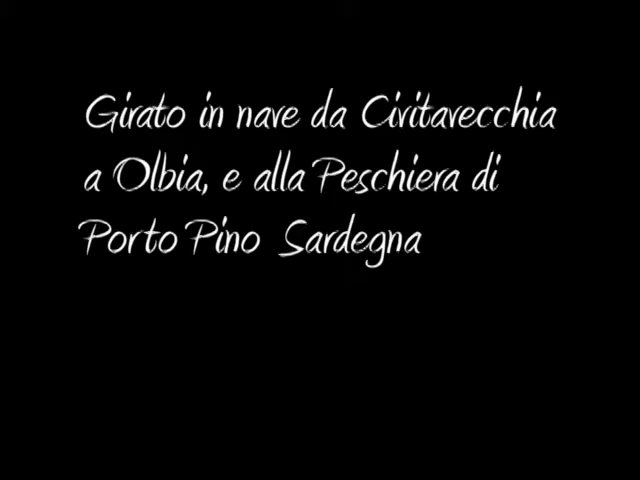 Girato in nave da Civitavecchia
a Olbia, e alla Peschiera di
Porto Pino Sardegna